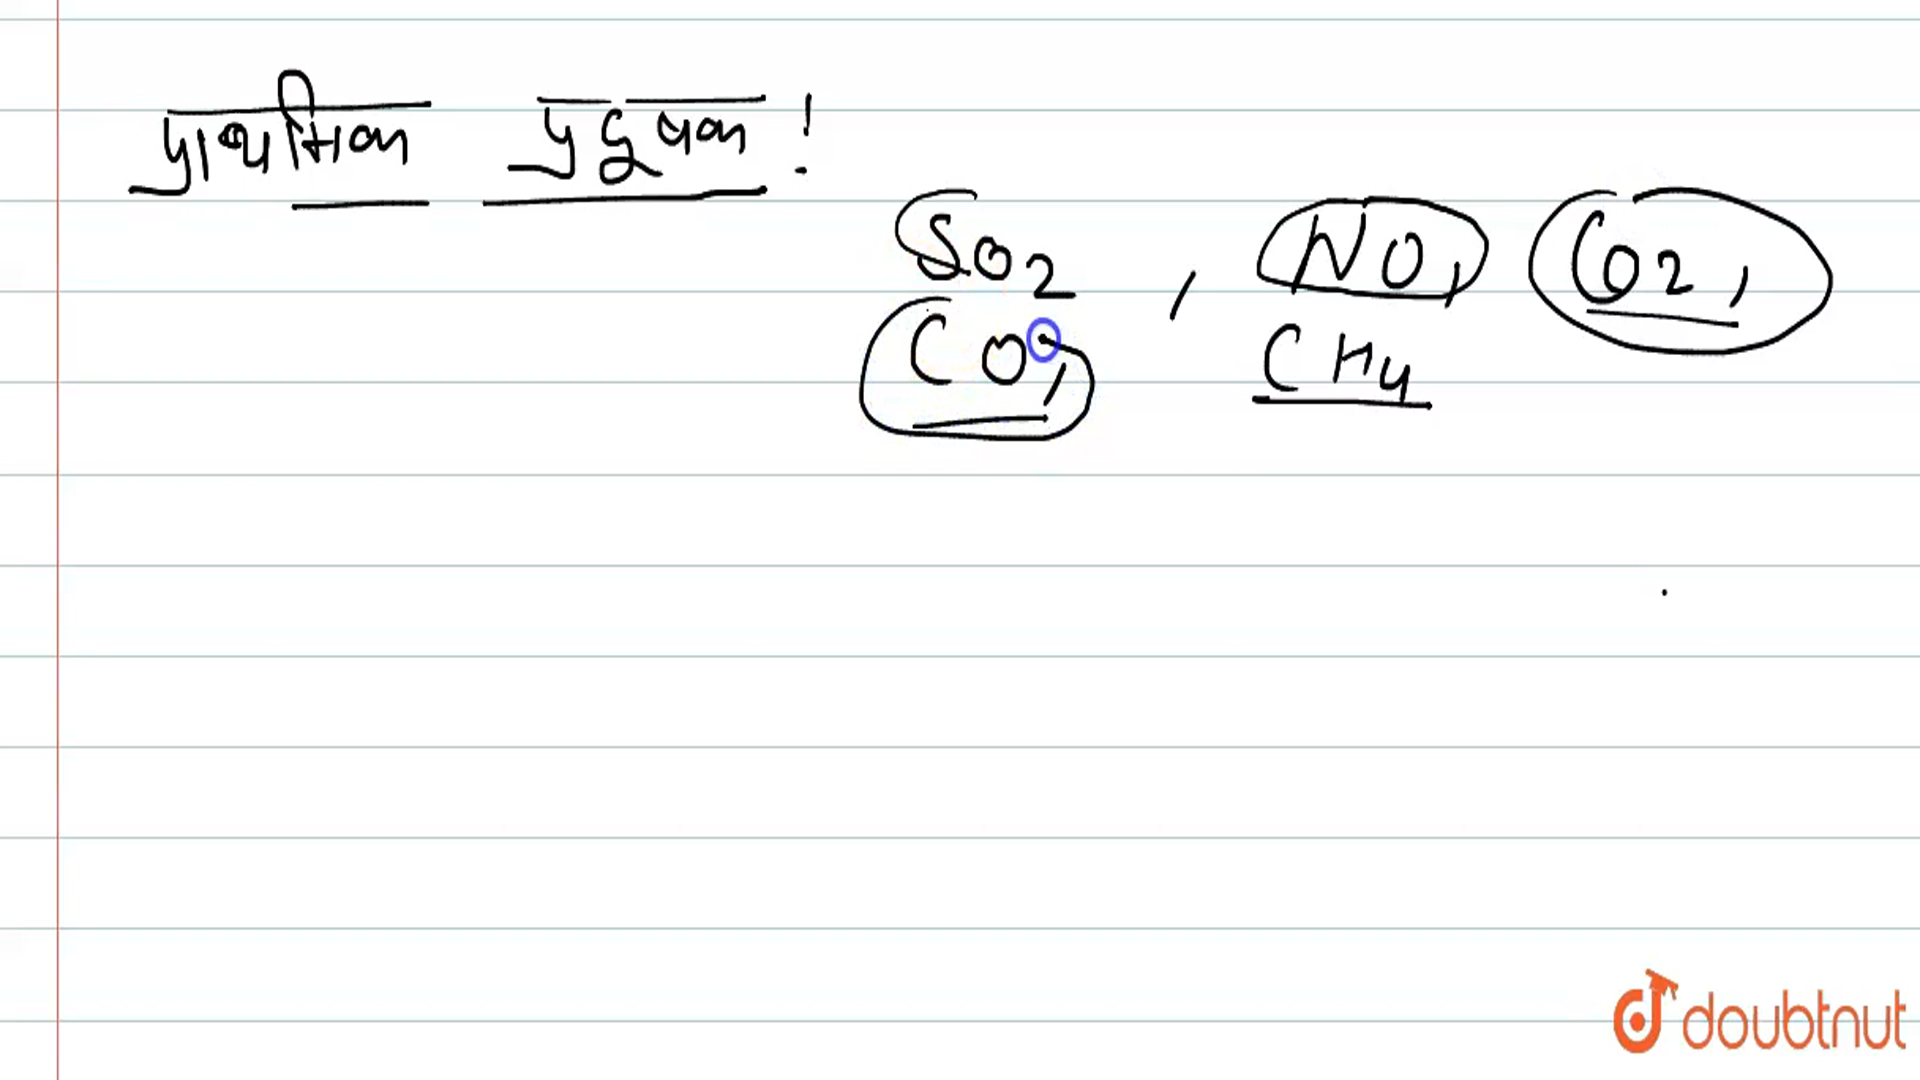 प्राथमिक प्रदुषक !
SO2 , NO, CO2,
CO, CH4
doubtnut